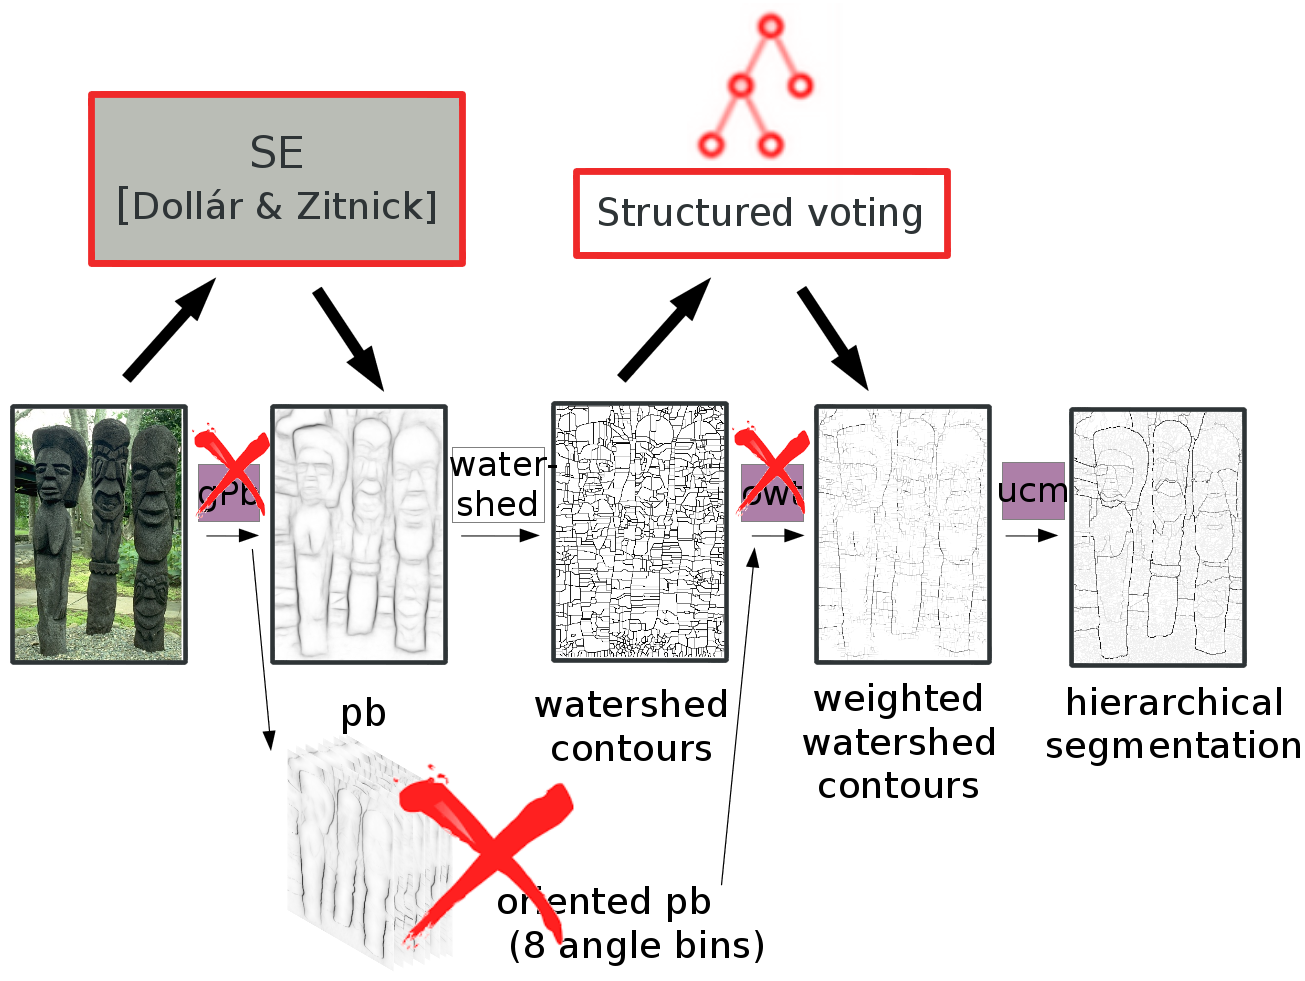 SE
[Dollár & Zitnick]
Structured voting
gPb
water-
shed
owt
ucm
pb
watershed
contours
weighted
watershed
contours
hierarchical
segmentation
oriented pb
(8 angle bins)